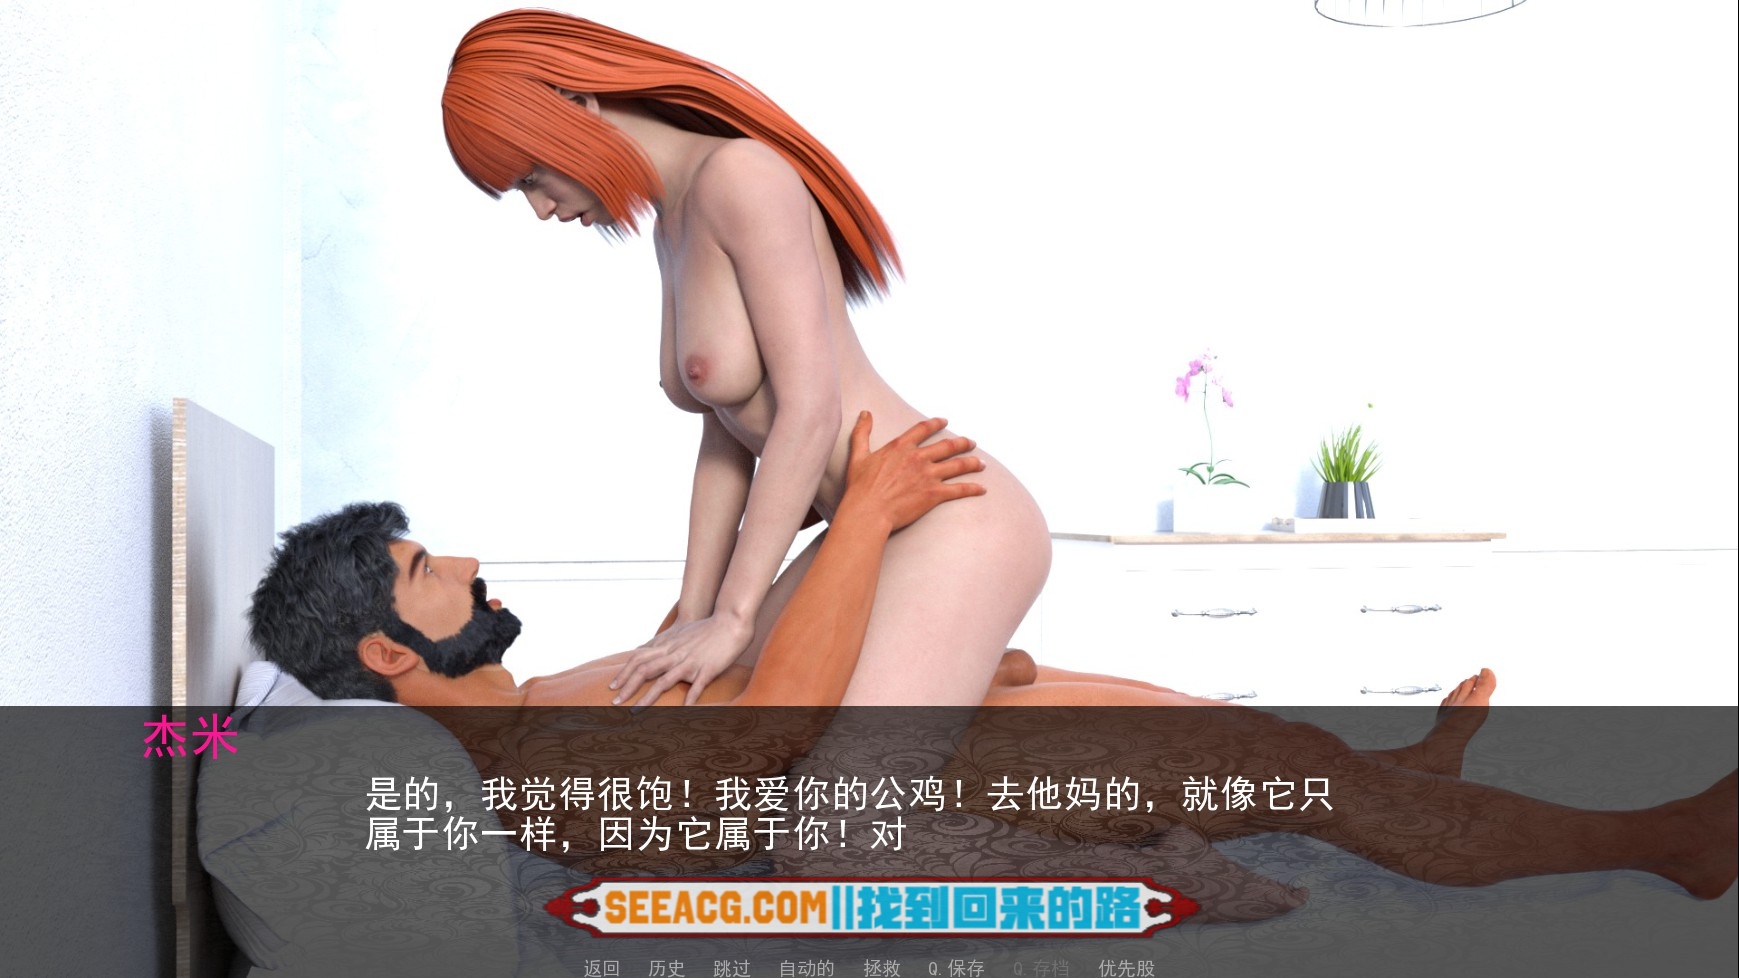 杰米
是的，我觉得很饱！我爱你的公鸡！去他妈的，就像它只
属于你一样，因为它属于你！对
SEEACG.COM||找到回来的路
返回 历史 跳过 自动的 拯救 Q.保存 Q.存档 优先股